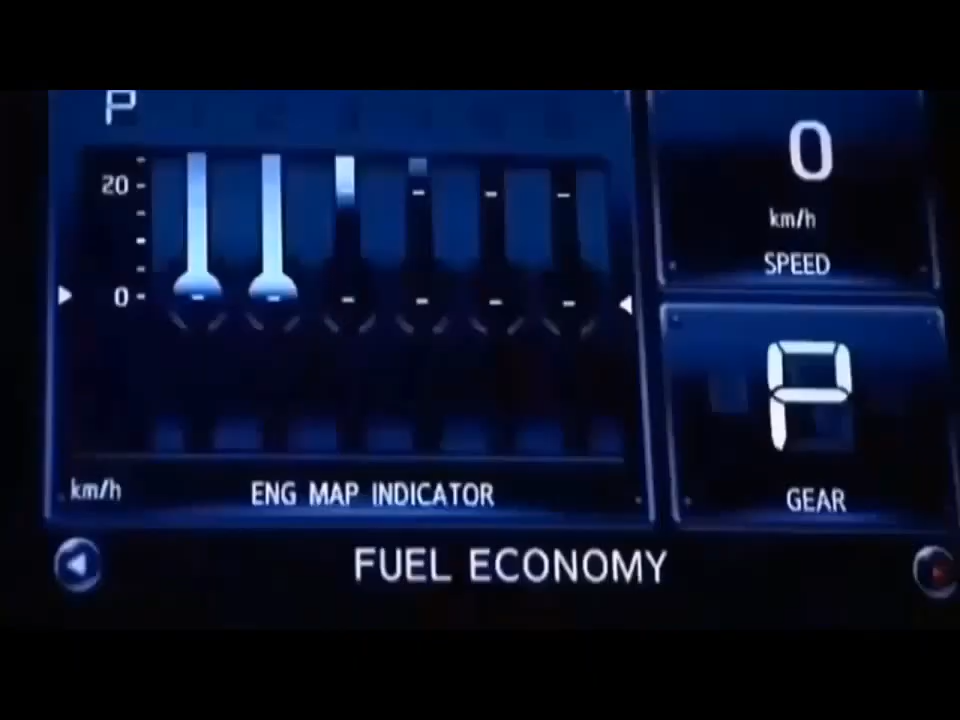 P
20
0
km/h
ENG MAP INDICATOR
0
km/h
SPEED
P
GEAR
FUEL ECONOMY